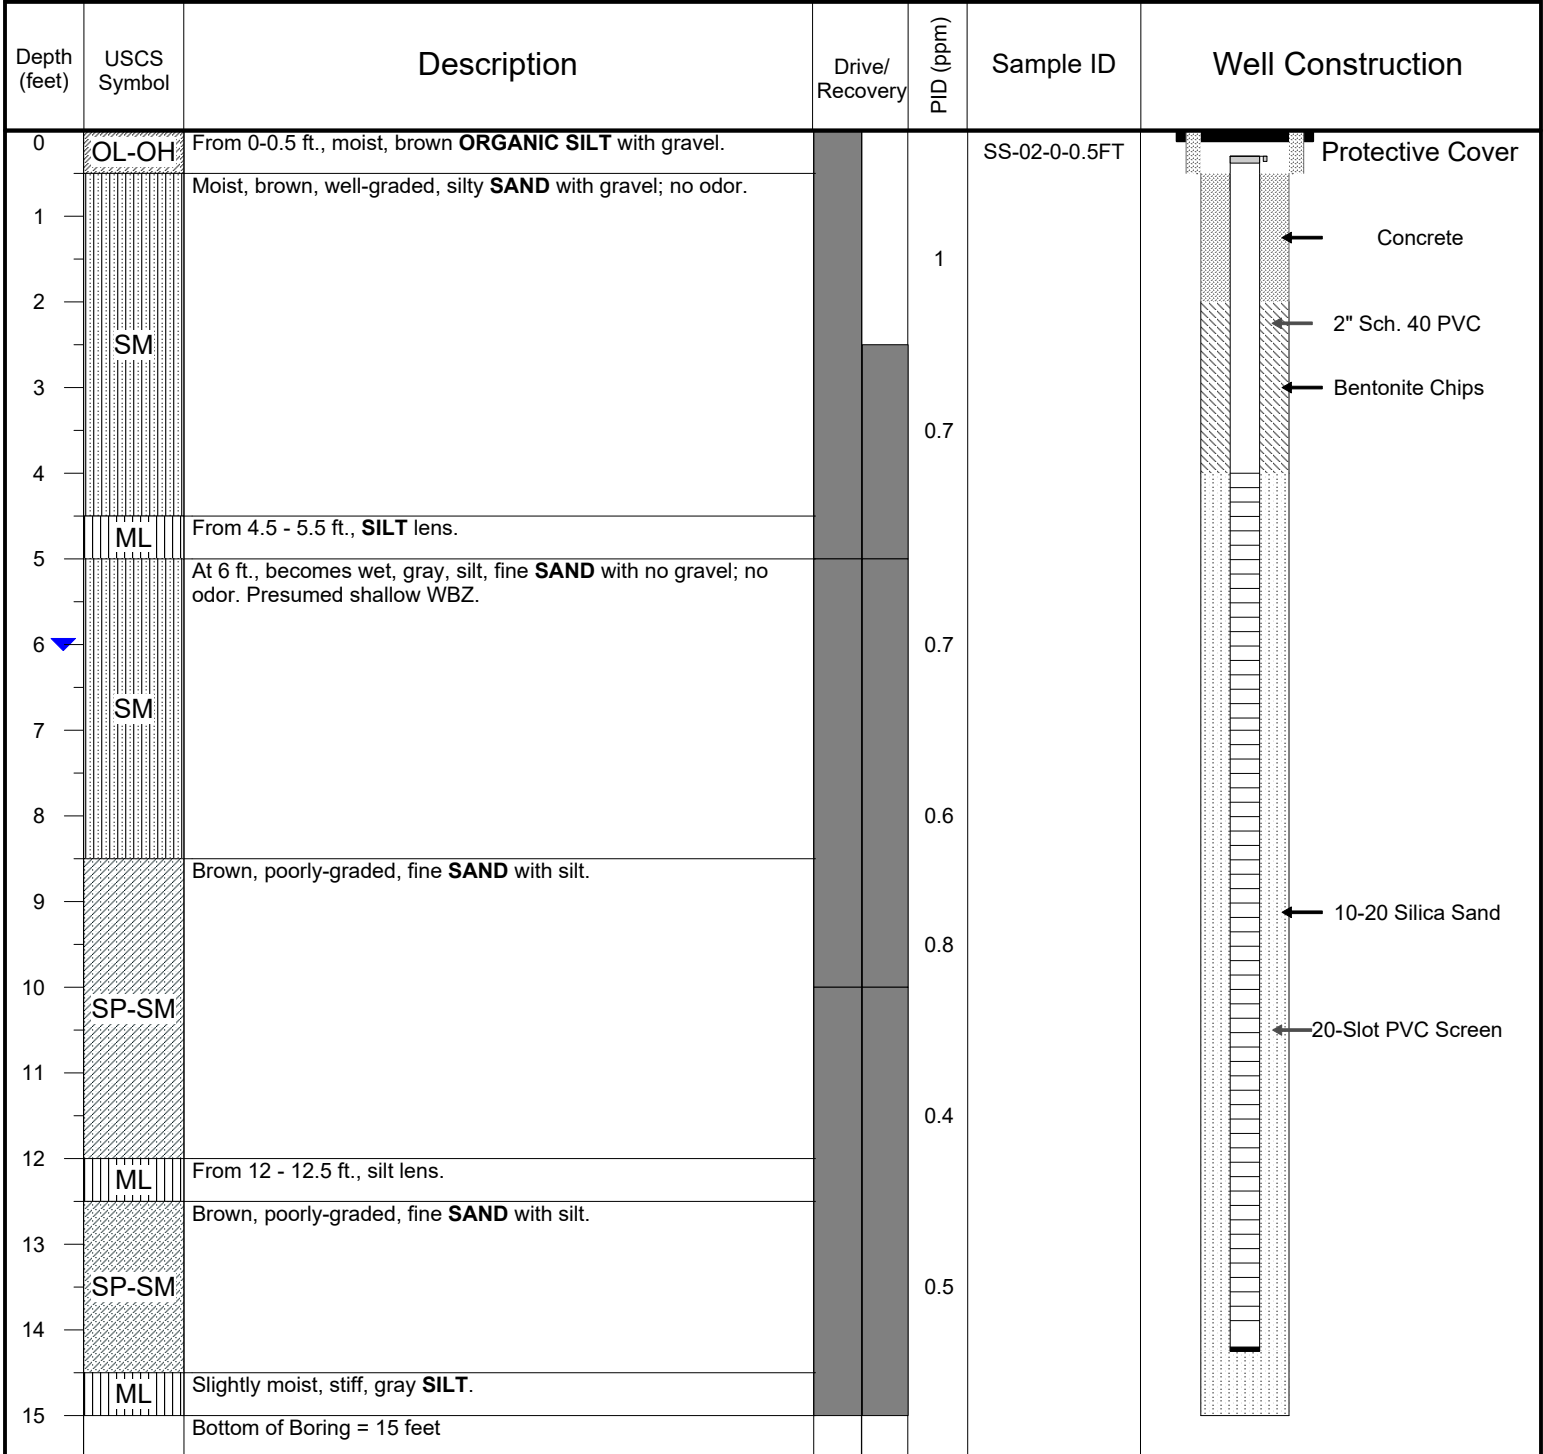 Depth
(feet)
USCS
Symbol
Description
Drive/
Recovery
PID (ppm)
Sample ID
Well Construction
0
OL-OH
From 0-0.5 ft., moist, brown ORGANIC SILT with gravel.
SS-02-0-0.5FT
Protective Cover
Moist, brown, well-graded, silty SAND with gravel; no odor.
1
Concrete
1
2
2" Sch. 40 PVC
SM
3
Bentonite Chips
0.7
4
From 4.5 - 5.5 ft., SILT lens.
ML
5
At 6 ft., becomes wet, gray, silt, fine SAND with no gravel; no
odor. Presumed shallow WBZ.
6
0.7
SM
7
8
0.6
Brown, poorly-graded, fine SAND with silt.
9
10-20 Silica Sand
0.8
10
SP-SM
20-Slot PVC Screen
11
0.4
12
From 12 - 12.5 ft., silt lens.
ML
Brown, poorly-graded, fine SAND with silt.
13
SP-SM
0.5
14
Slightly moist, stiff, gray SILT.
ML
15
Bottom of Boring = 15 feet